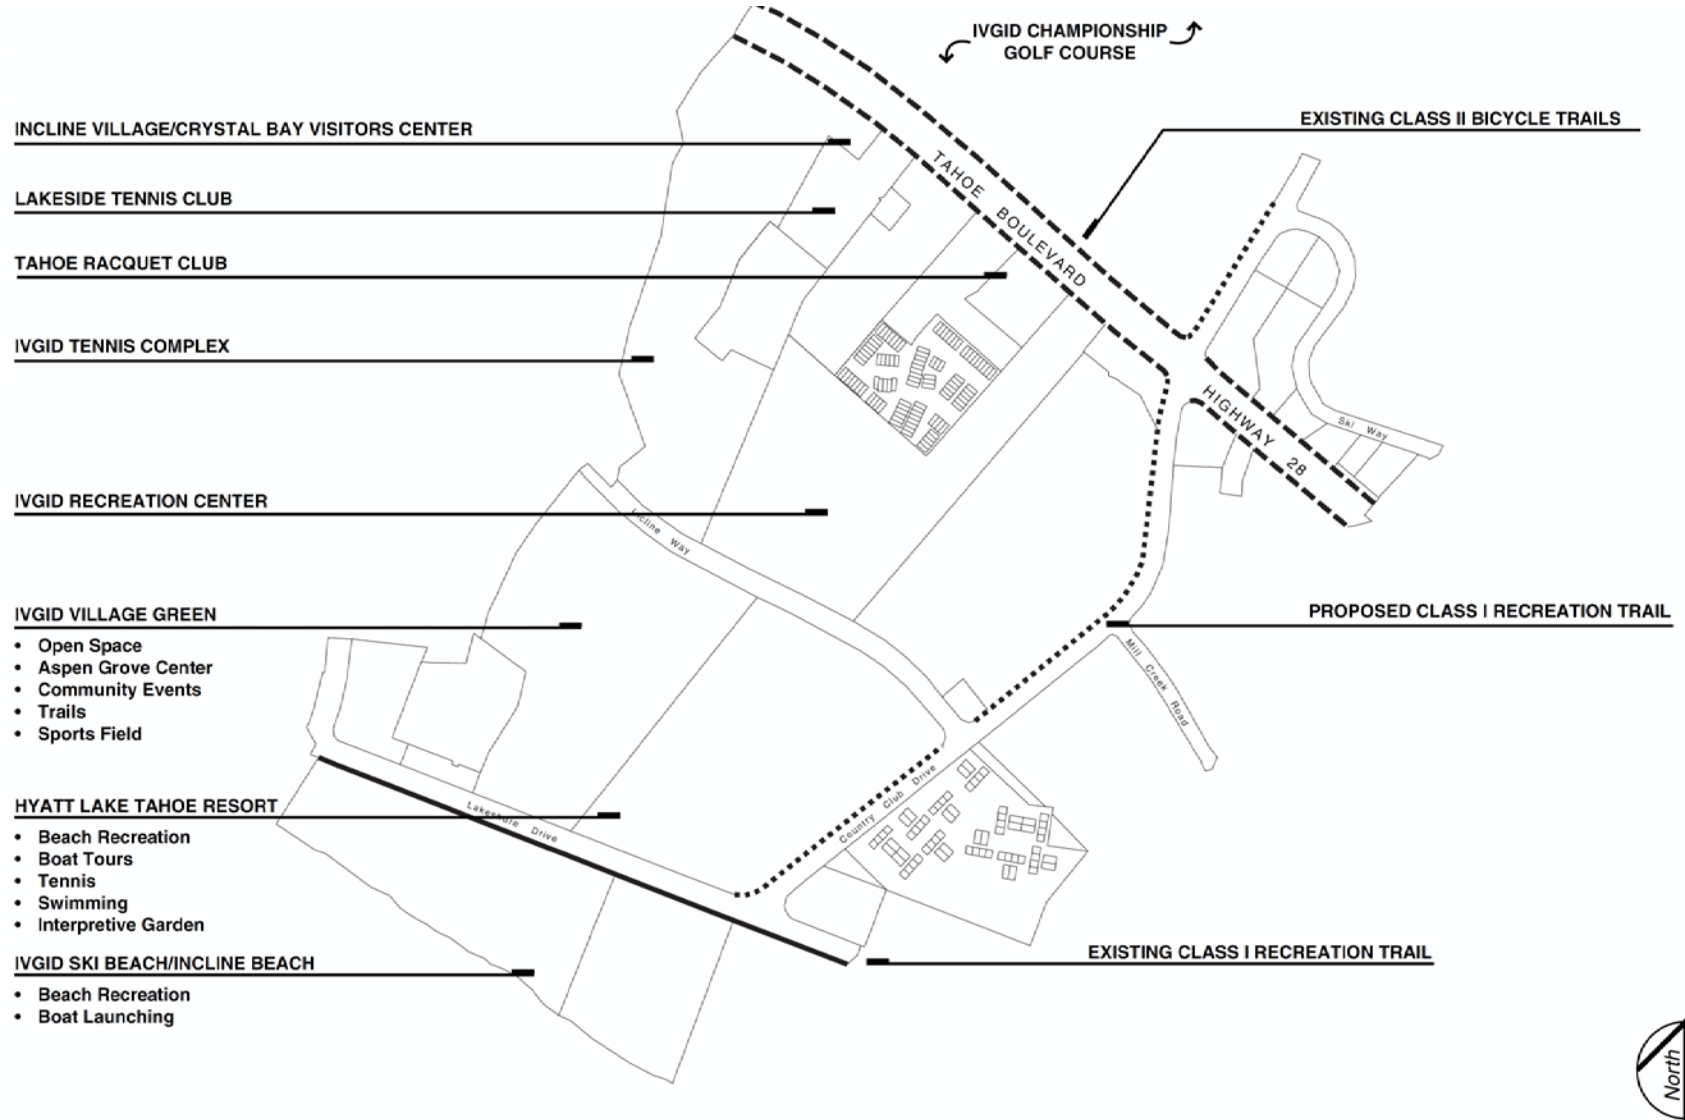 IVGID CHAMPIONSHIP
GOLF COURSE
INCLINE VILLAGE/CRYSTAL BAY VISITORS CENTER
EXISTING CLASS II BICYCLE TRAILS
TAHOE BOULEVARD
LAKESIDE TENNIS CLUB
TAHOE RACQUET CLUB
IVGID TENNIS COMPLEX
HIGHWAY 28
Ski Way
IVGID RECREATION CENTER
Incline Way
IVGID VILLAGE GREEN
• Open Space
• Aspen Grove Center
• Community Events
• Trails
• Sports Field
PROPOSED CLASS I RECREATION TRAIL
Mill Creek Road
HYATT LAKE TAHOE RESORT
• Beach Recreation
• Boat Tours
• Tennis
• Swimming
• Interpretive Garden
Lakeshore Drive
Country Club Drive
IVGID SKI BEACH/INCLINE BEACH
• Beach Recreation
• Boat Launching
EXISTING CLASS I RECREATION TRAIL
North